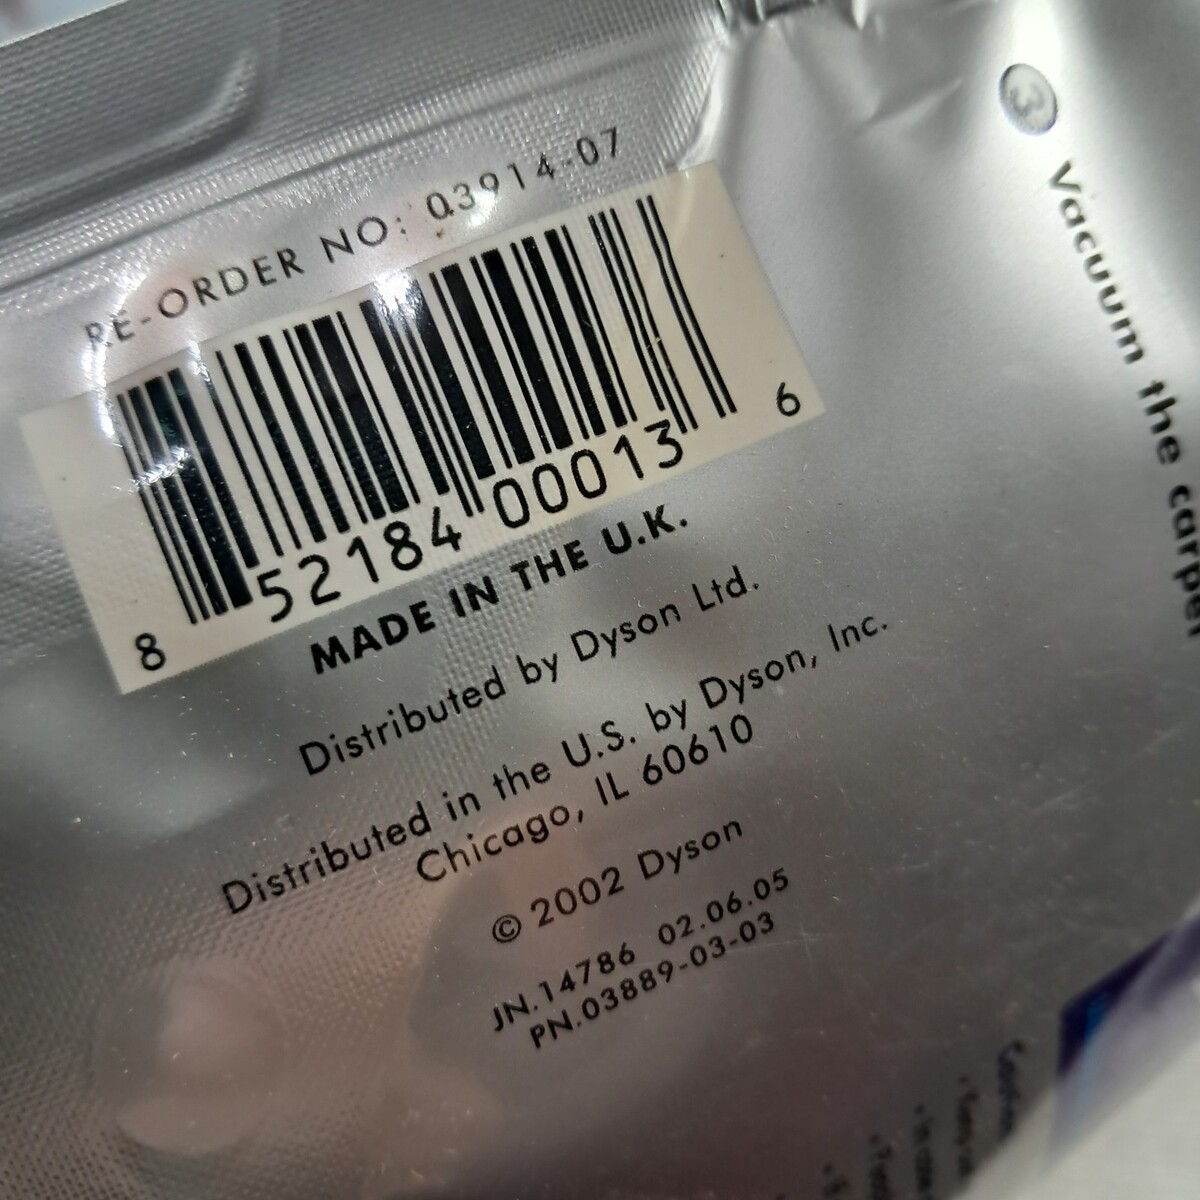 RE-ORDER NO: 03914-07
8 52184 00013 6
MADE IN THE U.K.
Distributed by Dyson Ltd.
Distributed in the U.S. by Dyson, Inc.
Chicago, IL 60610
© 2002 Dyson
JN.14786 02.06.05
PN.03889-03-03
3 Vacuum the carpet